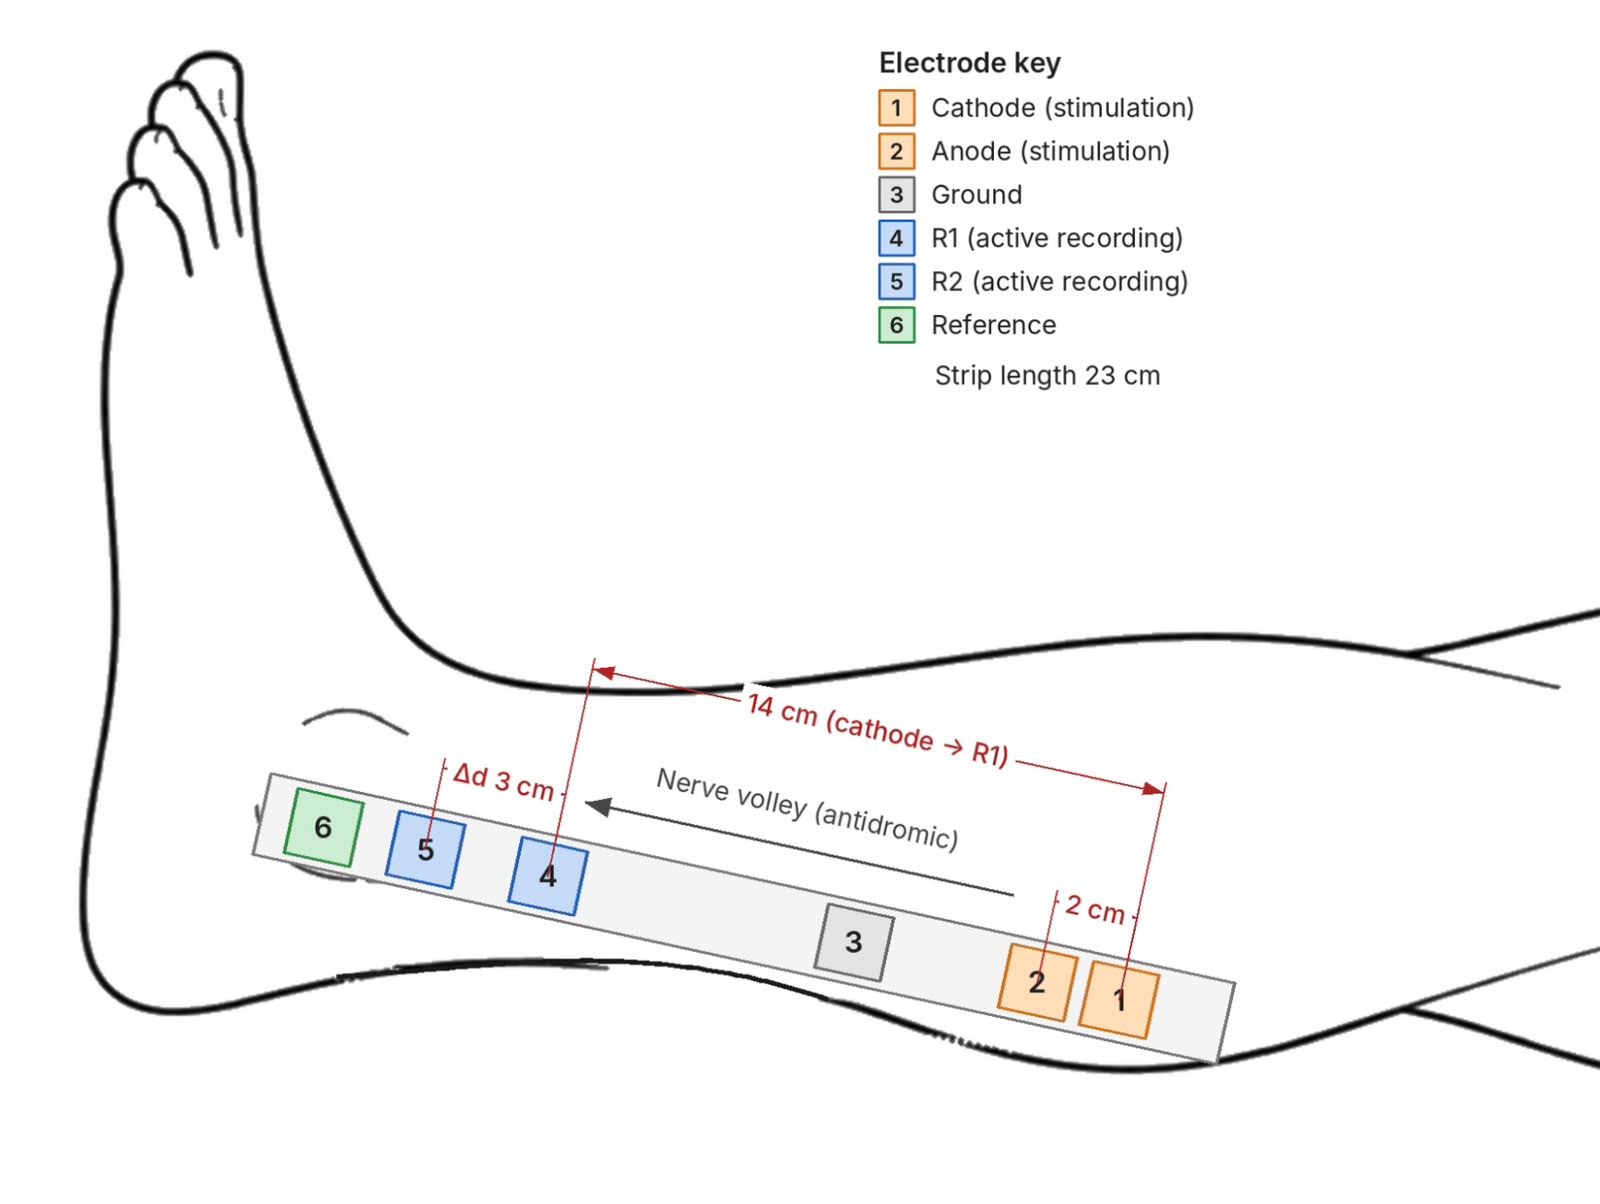 Electrode key
1 Cathode (stimulation)
2 Anode (stimulation)
3 Ground
4 R1 (active recording)
5 R2 (active recording)
6 Reference
Strip length 23 cm
14 cm (cathode → R1)
Δd 3 cm
Nerve volley (antidromic)
2 cm
6
5
4
3
2
1